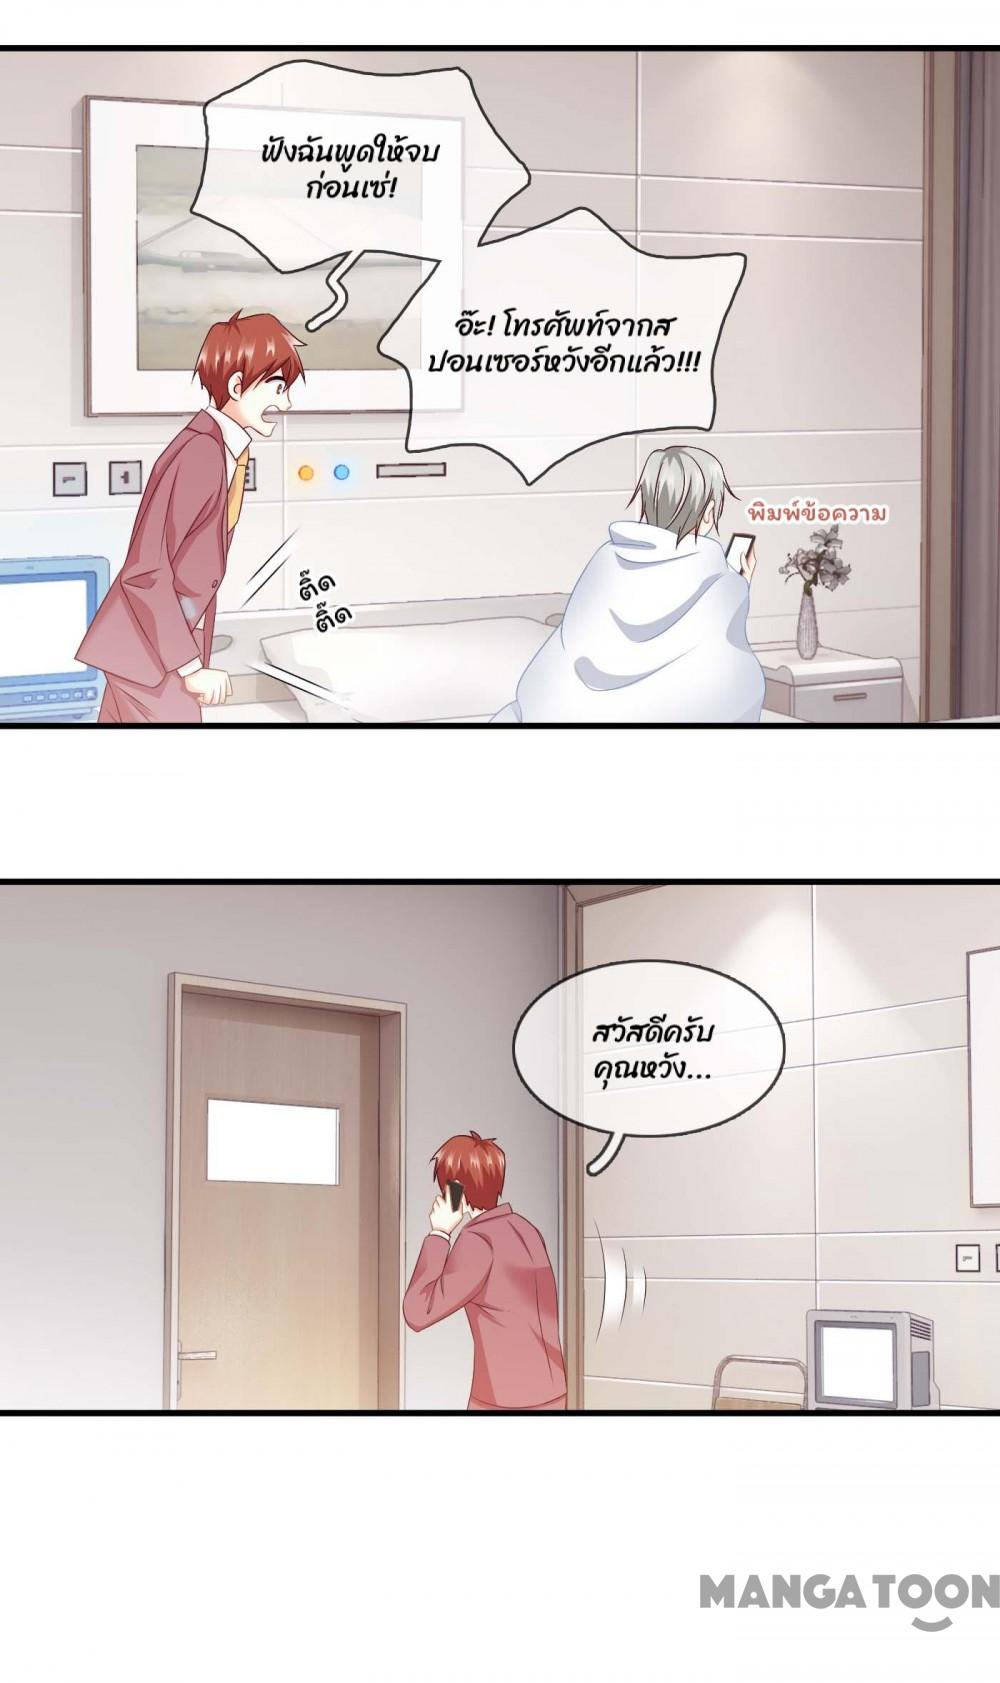 ฟังฉันพูดให้จบ
ก่อนเซ่!
อ๊ะ! โทรศัพท์จากส
ปอนเซอร์หวังอีกแล้ว!!!
พิมพ์ข้อความ
ติ๊ด
ติ๊ด
สวัสดีครับ
คุณหวัง...
MANGATOON